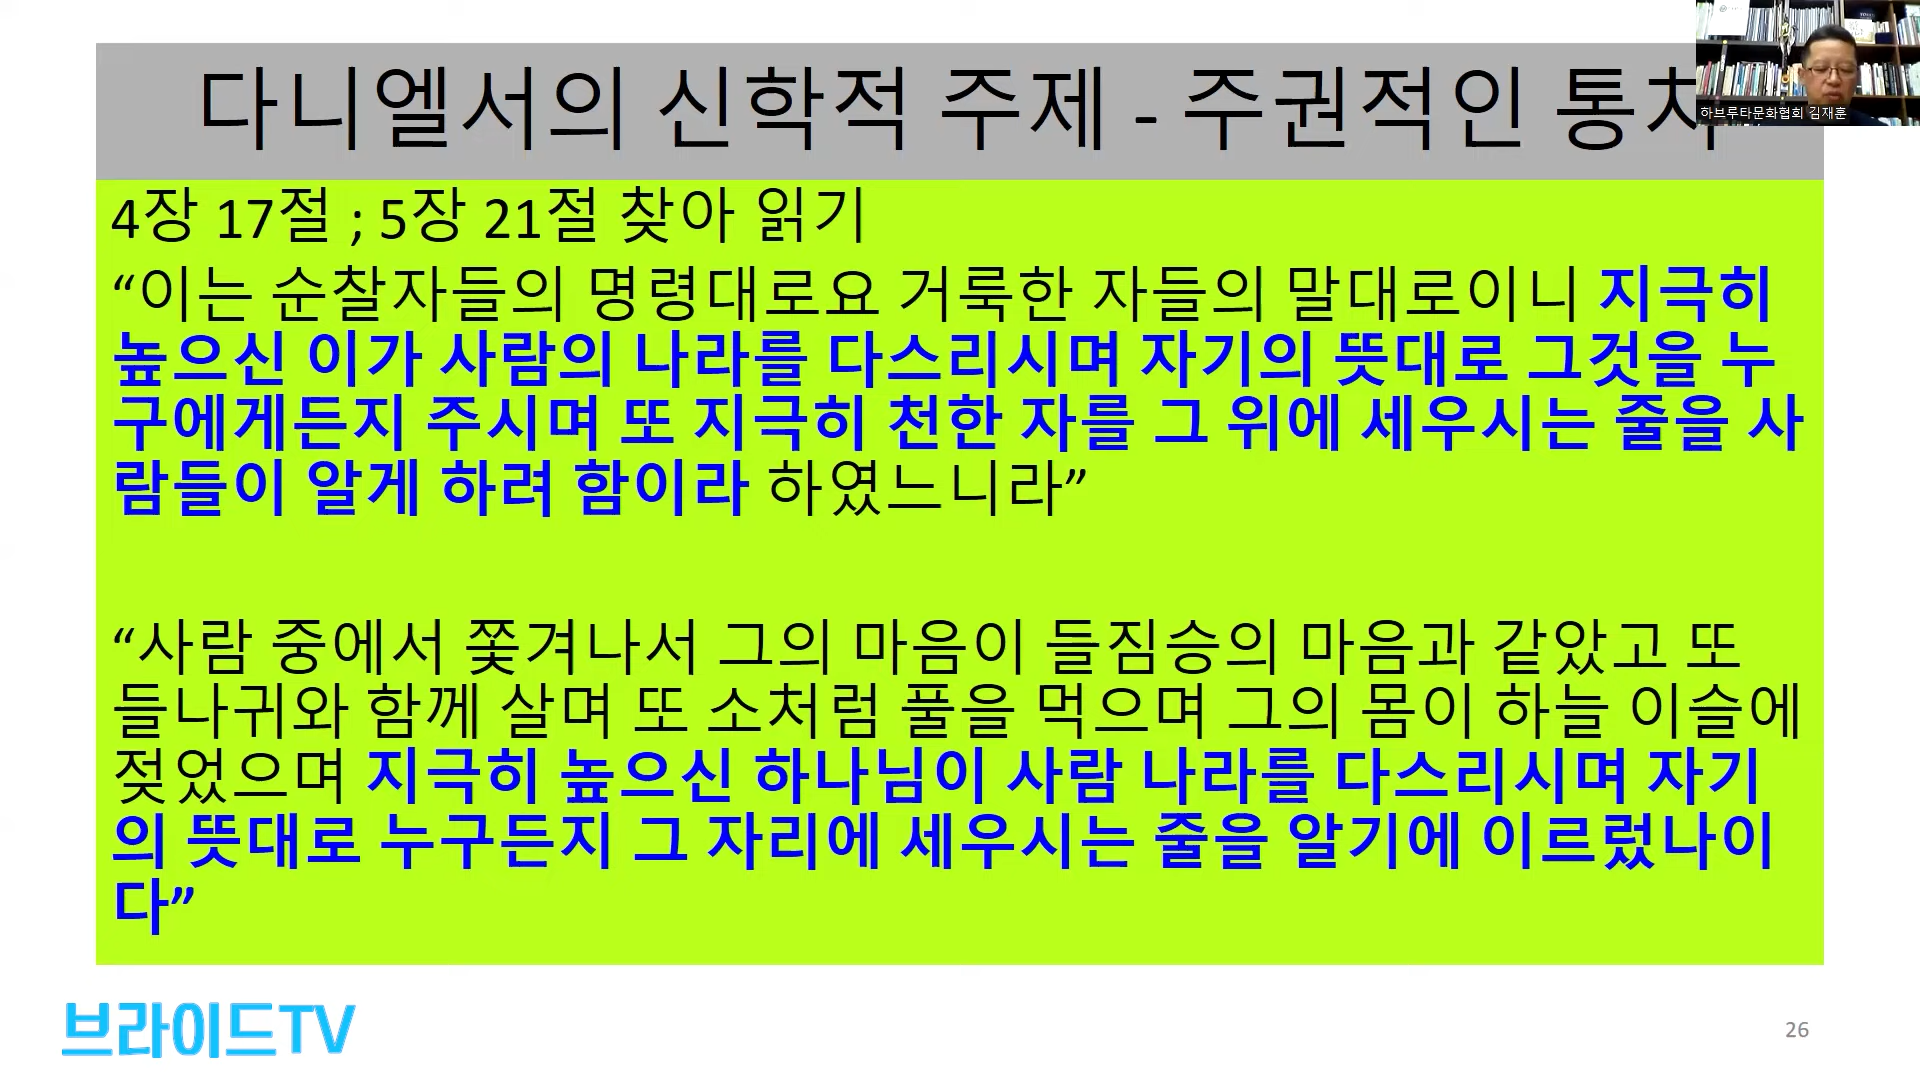 다니엘서의 신학적 주제 - 주권적인 통치
하브루타문화협회 김재훈
4장 17절 ; 5장 21절 찾아 읽기
“이는 순찰자들의 명령대로요 거룩한 자들의 말대로이니 지극히
높으신 이가 사람의 나라를 다스리시며 자기의 뜻대로 그것을 누
구에게든지 주시며 또 지극히 천한 자를 그 위에 세우시는 줄을 사
람들이 알게 하려 함이라 하였느니라”
“사람 중에서 쫓겨나서 그의 마음이 들짐승의 마음과 같았고 또
들나귀와 함께 살며 또 소처럼 풀을 먹으며 그의 몸이 하늘 이슬에
젖었으며 지극히 높으신 하나님이 사람 나라를 다스리시며 자기
의 뜻대로 누구든지 그 자리에 세우시는 줄을 알기에 이르렀나이
다”
브라이드TV
26